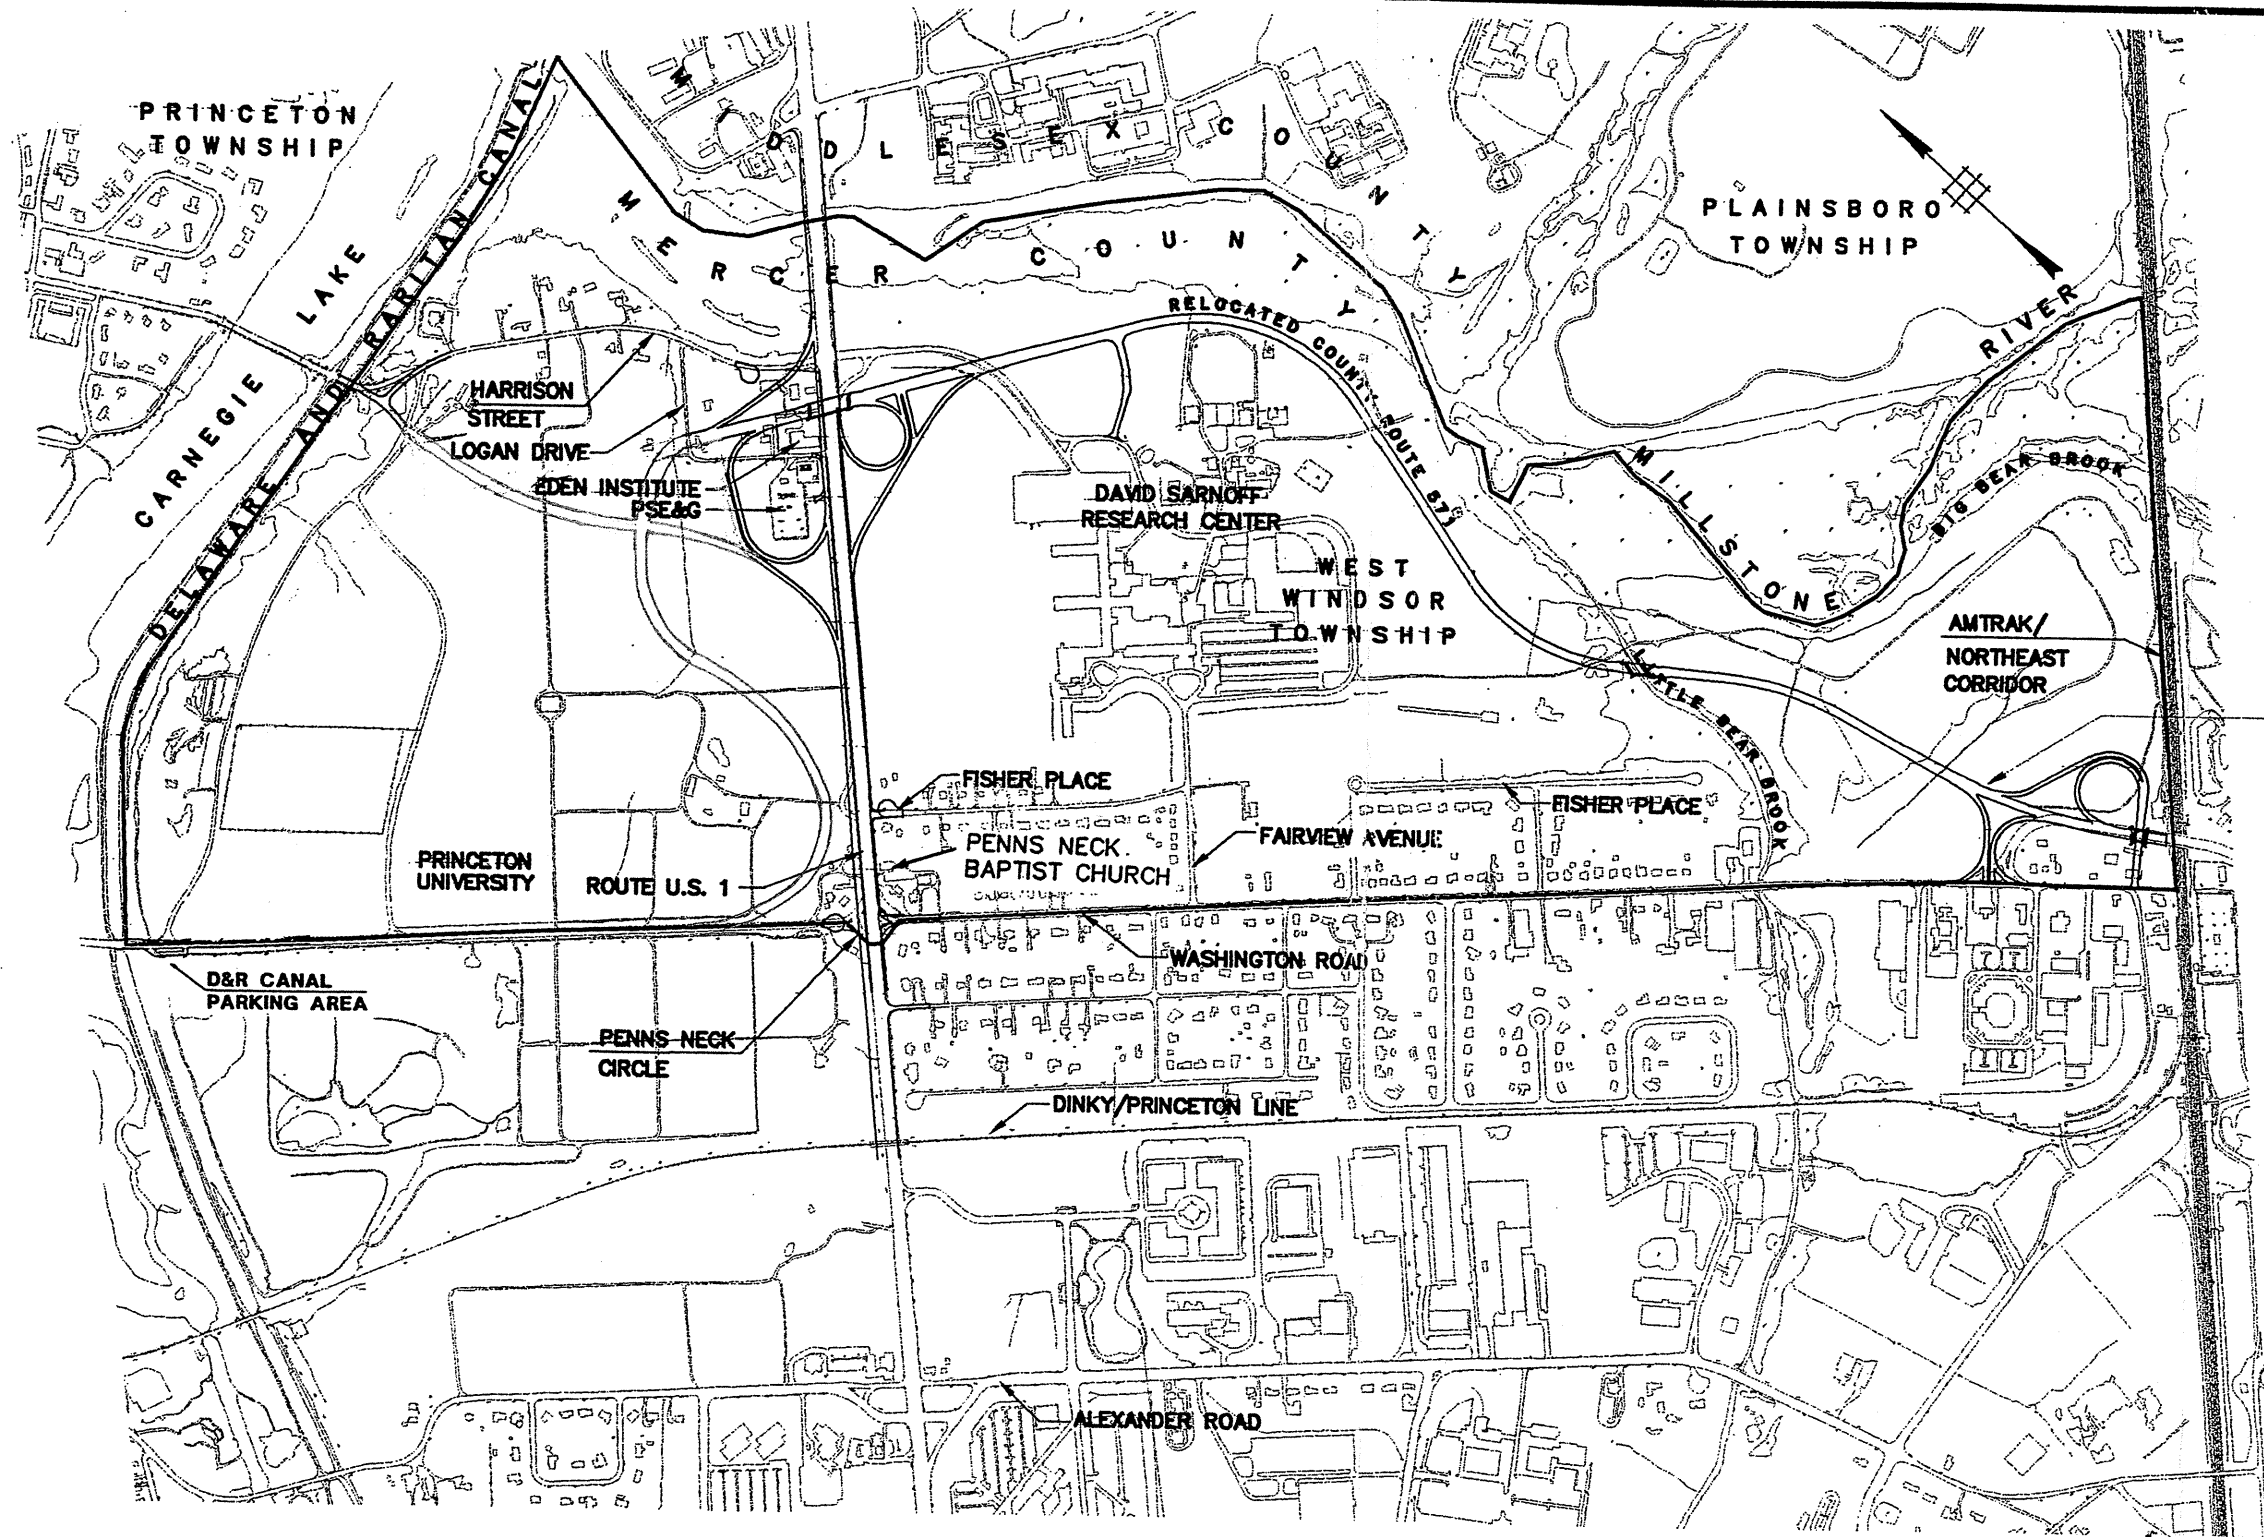 PRINCETON
TOWNSHIP
MIDDLESEX COUNTY
MERCER COUNTY
PLAINSBORO
TOWNSHIP
CARNEGIE LAKE
DELAWARE AND RARITAN CANAL
RELOCATED COUNTY ROUTE 571
MILLSTONE RIVER
BIG BEAR BROOK
HARRISON
STREET
LOGAN DRIVE
EDEN INSTITUTE
PSE&G
DAVID SARNOFF
RESEARCH CENTER
WEST
WINDSOR
TOWNSHIP
AMTRAK/
NORTHEAST
CORRIDOR
LITTLE BEAR BROOK
FISHER PLACE
FISHER PLACE
FAIRVIEW AVENUE
PENNS NECK
BAPTIST CHURCH
PRINCETON
UNIVERSITY
ROUTE U.S. 1
WASHINGTON ROAD
D&R CANAL
PARKING AREA
PENNS NECK
CIRCLE
DINKY/PRINCETON LINE
ALEXANDER ROAD